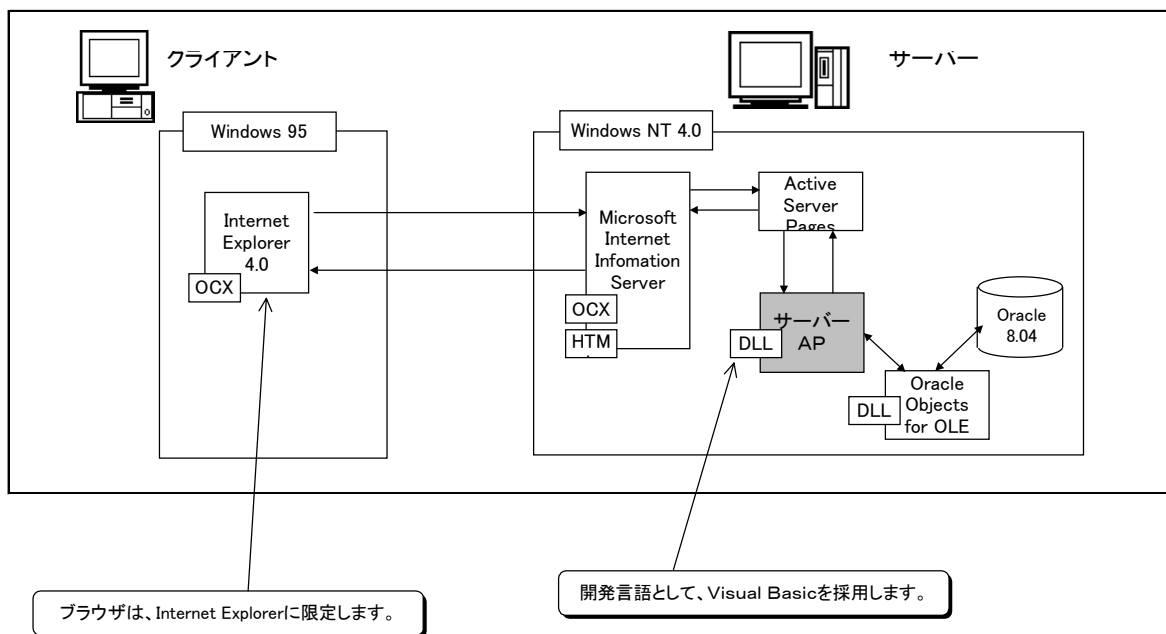 クライアント
サーバー
Windows 95
Windows NT 4.0
Internet
Explorer
4.0
OCX
Microsoft
Internet
Infomation
Server
OCX
HTM
Active
Server
Pages
サーバー
AP
DLL
Oracle
8.04
Oracle
Objects
for OLE
DLL
ブラウザは、Internet Explorerに限定します。
開発言語として、Visual Basicを採用します。